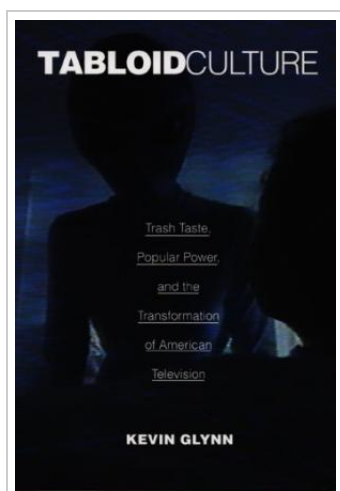 TABLOIDCULTURE
Trash Taste,
Popular Power,
and the
Transformation
of American
Television
KEVIN GLYNN